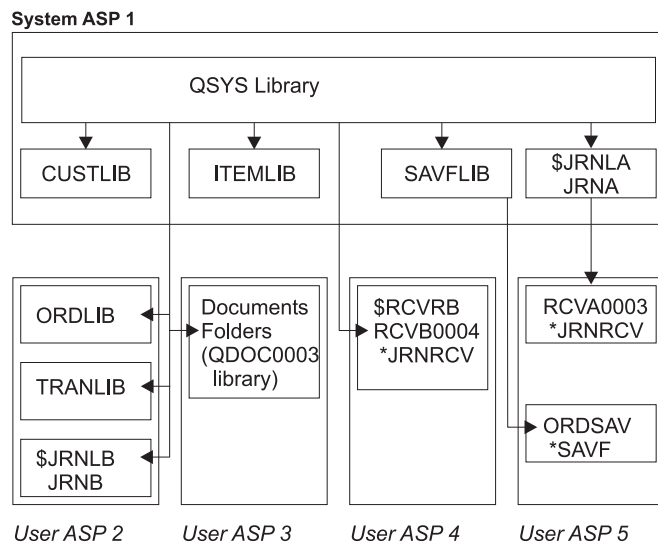 System ASP 1
QSYS Library
CUSTLIB
ITEMLIB
SAVFLIB
$JRNLA
JRNA
ORDLIB
TRANLIB
$JRNLB
JRNB
Documents
Folders
(QDOC0003
library)
$RCVRB
RCVB0004
*JRNRCV
RCVA0003
*JRNRCV
ORDSAV
*SAVF
User ASP 2
User ASP 3
User ASP 4
User ASP 5